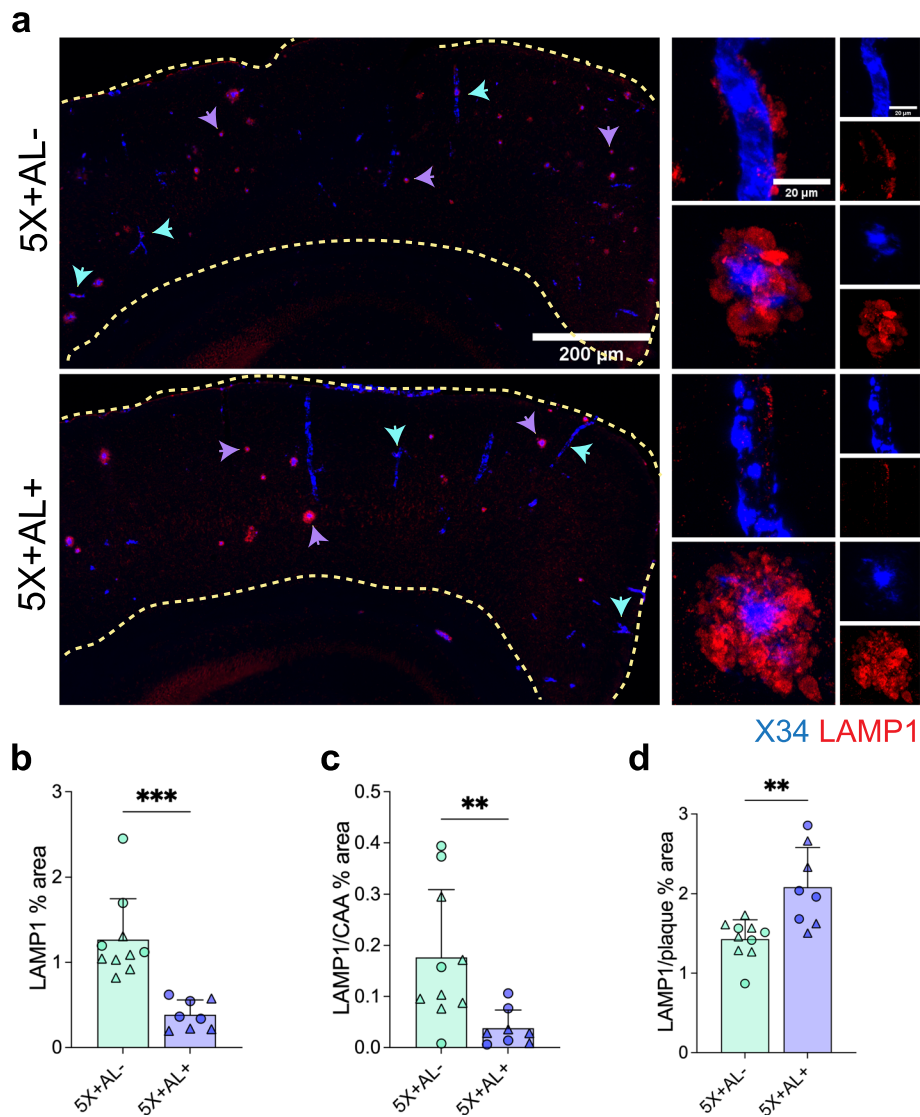 a
5X+AL-
200 µm
20 µm
20 µm
5X+AL+
X34 LAMP1
b
***
LAMP1 % area
3
2
1
0
5X+AL-
5X+AL+
c
**
LAMP1/CAA % area
0.5
0.4
0.3
0.2
0.1
0.0
5X+AL-
5X+AL+
d
**
LAMP1/plaque % area
3
2
1
0
5X+AL-
5X+AL+